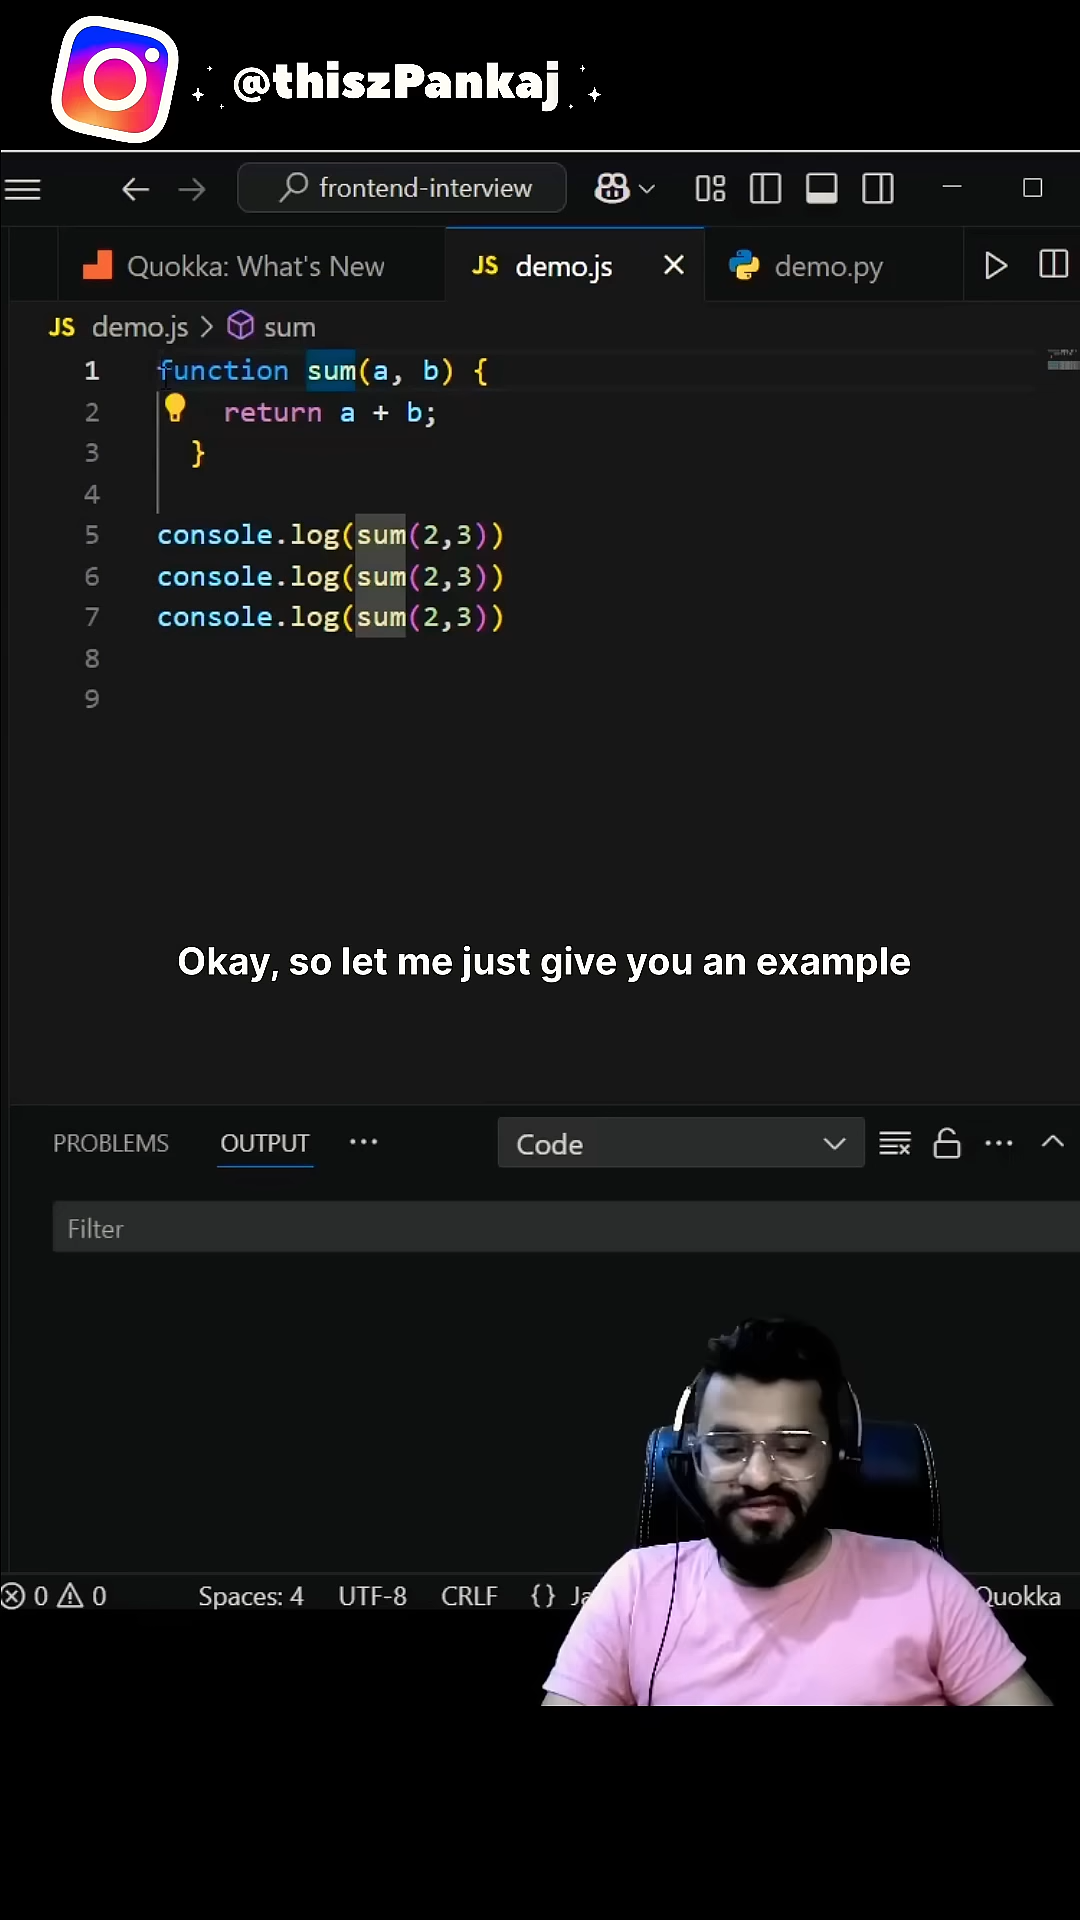 @thiszPankaj
frontend-interview
Quokka: What's New
JS demo.js
demo.py
JS demo.js > sum
1 function sum(a, b) {
2 return a + b;
3 }
4
5 console.log(sum(2,3))
6 console.log(sum(2,3))
7 console.log(sum(2,3))
8
9
Okay, so let me just give you an example
PROBLEMS OUTPUT ... Code
Filter
0 0 Spaces: 4 UTF-8 CRLF {} Quokka